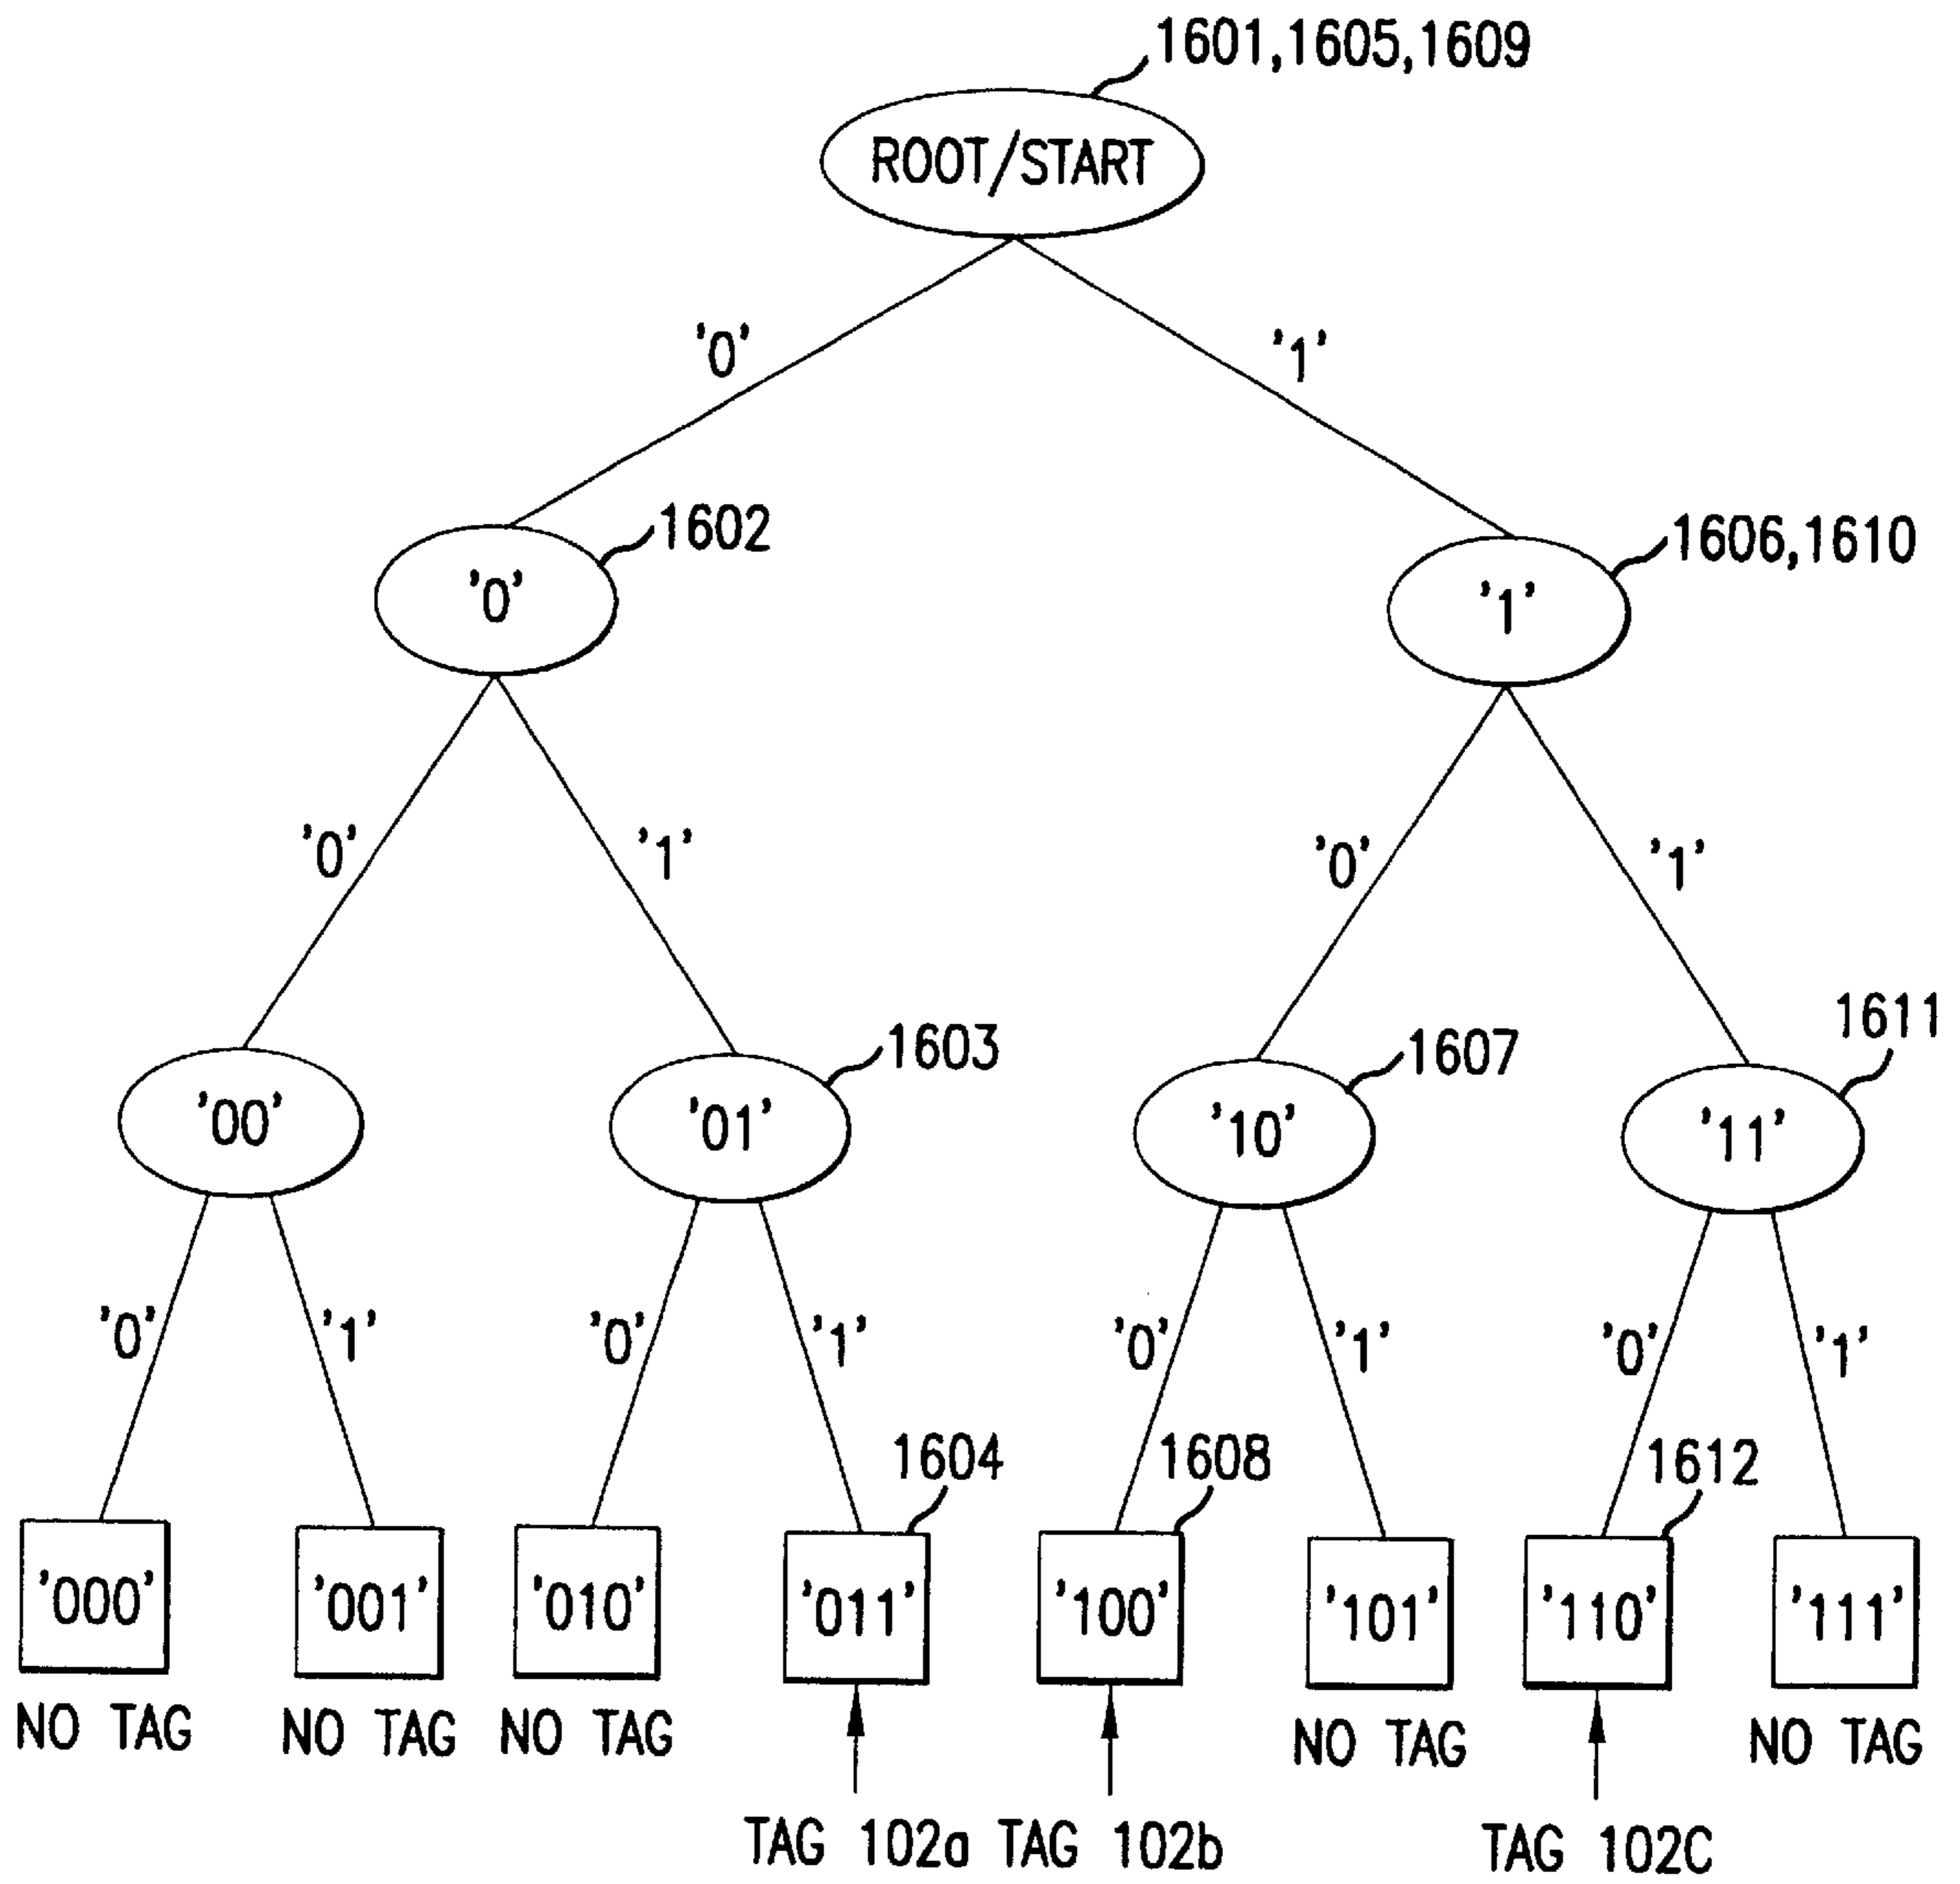 1601,1605,1609
ROOT/START
'0' '1'
1602 1606,1610
'0' '1'
'0' '1' '0' '1'
1603 1607 1611
'00' '01' '10' '11'
'0' '1' '0' '1' '0' '1' '0' '1'
1604 1608 1612
'000' '001' '010' '011' '100' '101' '110' '111'
NO TAG NO TAG NO TAG NO TAG NO TAG
TAG 102a TAG 102b TAG 102C